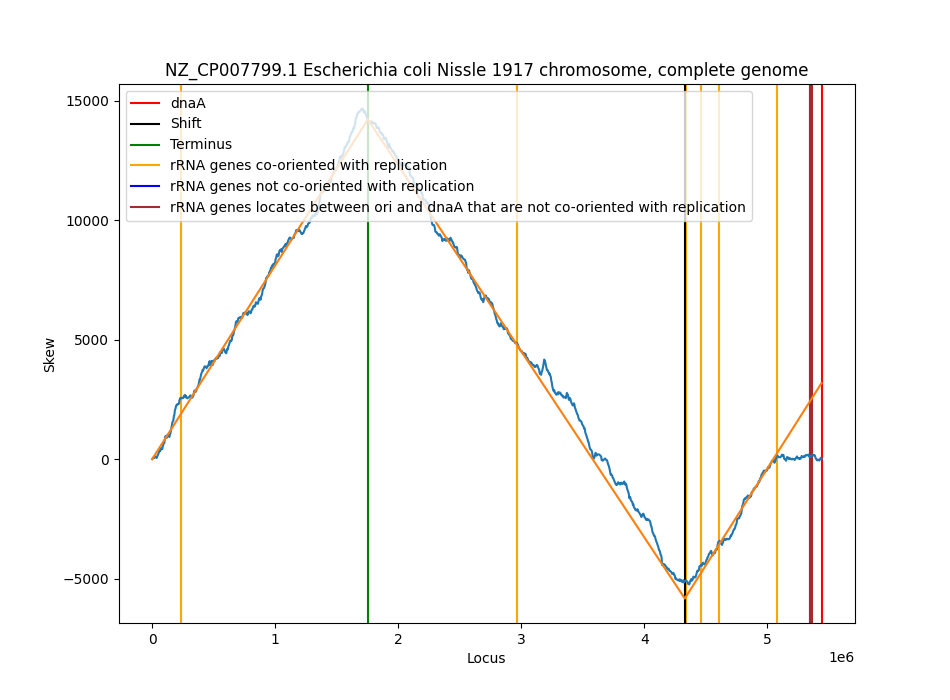 NZ_CP007799.1 Escherichia coli Nissle 1917 chromosome, complete genome
15000
10000
5000
0
−5000
Skew
dnaA
Shift
Terminus
rRNA genes co-oriented with replication
rRNA genes not co-oriented with replication
rRNA genes locates between ori and dnaA that are not co-oriented with replication
0 1 2 3 4 5
1e6
Locus